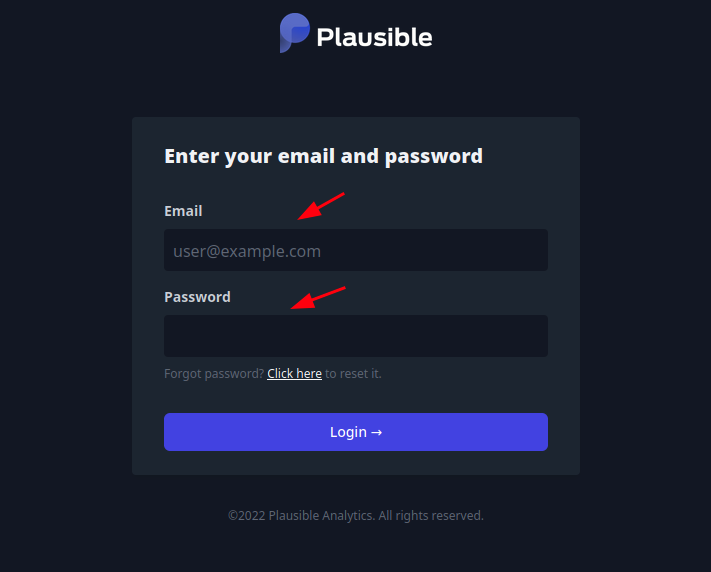 Plausible
Enter your email and password
Email
user@example.com
Password
Forgot password? Click here to reset it.
Login →
©2022 Plausible Analytics. All rights reserved.